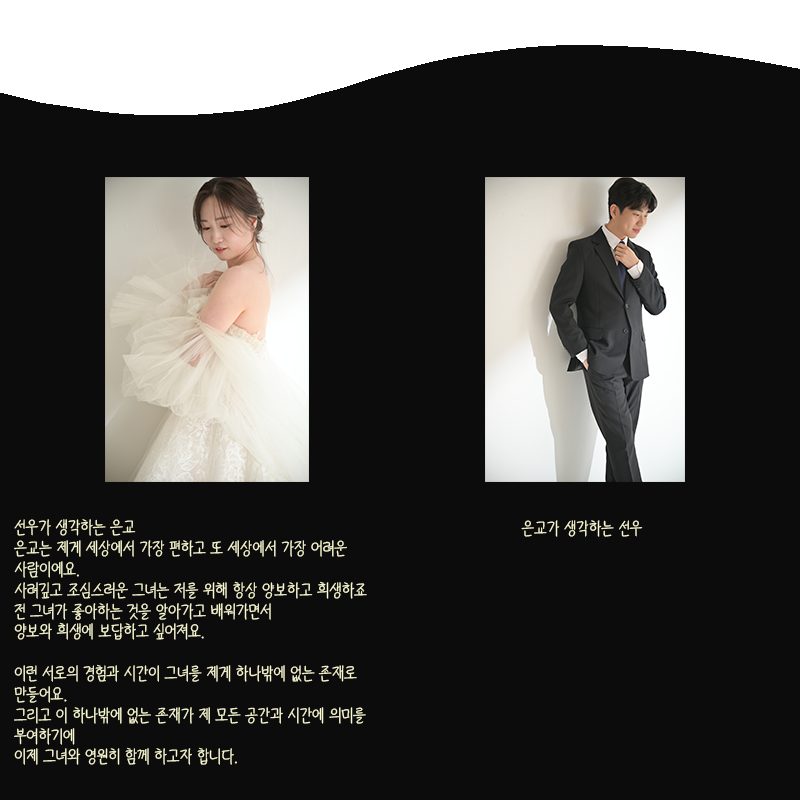 선우가 생각하는 은교
은교는 제게 세상에서 가장 편하고 또 세상에서 가장 어려운
사람이에요.
사려깊고 조심스러운 그녀는 저를 위해 항상 양보하고 희생하죠
전 그녀가 좋아하는 것을 알아가고 배워가면서
양보와 희생에 보답하고 싶어져요.
이런 서로의 경험과 시간이 그녀를 제게 하나밖에 없는 존재로
만들어요.
그리고 이 하나밖에 없는 존재가 제 모든 공간과 시간에 의미를
부여하기에
이제 그녀와 영원히 함께 하고자 합니다.
은교가 생각하는 선우